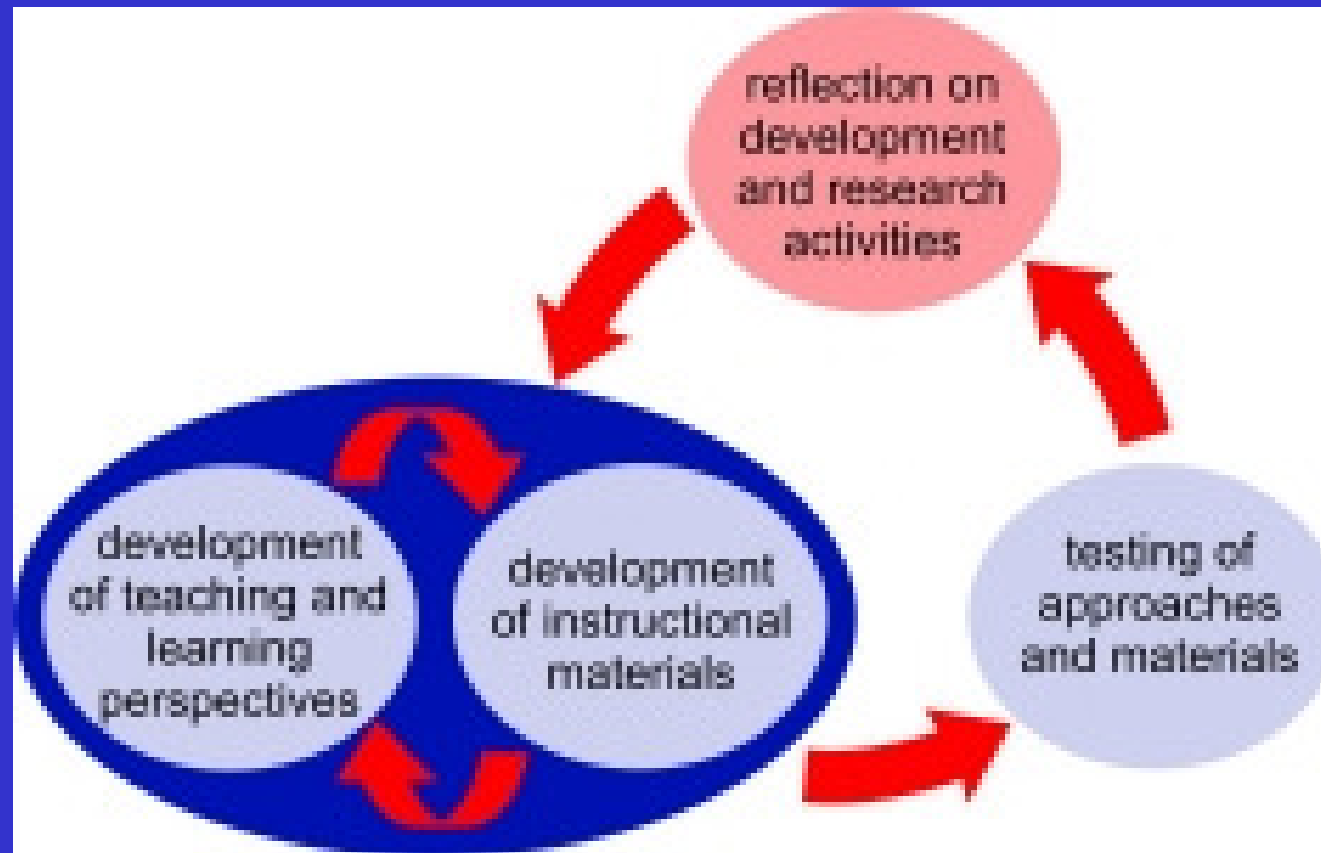 reflection on
development
and research
activities
development
of teaching and
learning
perspectives
development
of instructional
materials
testing of
approaches
and materials